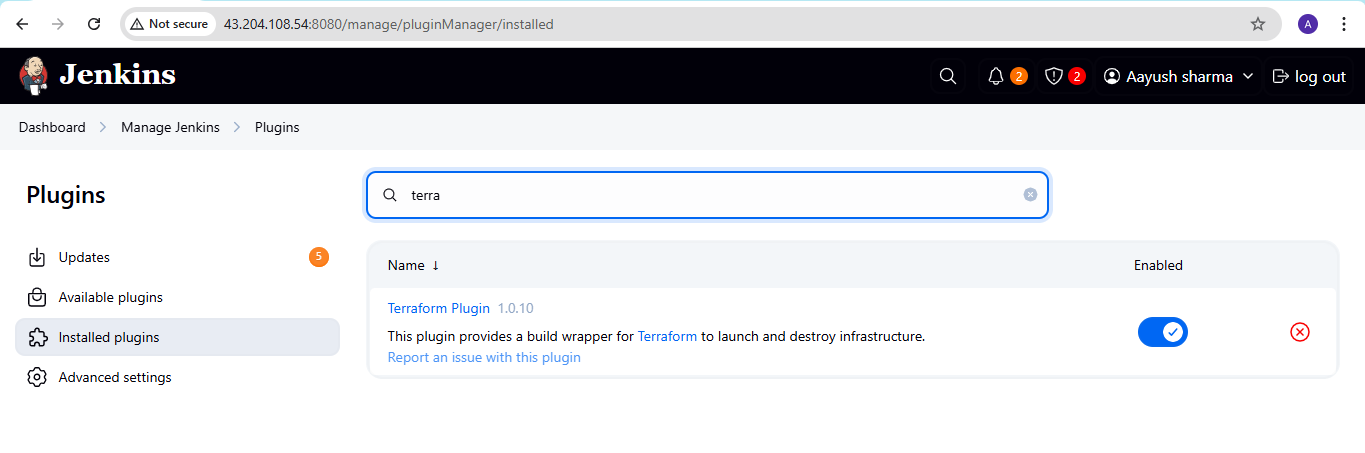 Not secure 43.204.108.54:8080/manage/pluginManager/installed A
Jenkins 2 2 Aayush sharma log out
Dashboard Manage Jenkins Plugins
Plugins
terra
Updates 5
Available plugins
Installed plugins
Advanced settings
Name ↓ Enabled
Terraform Plugin 1.0.10
This plugin provides a build wrapper for Terraform to launch and destroy infrastructure.
Report an issue with this plugin